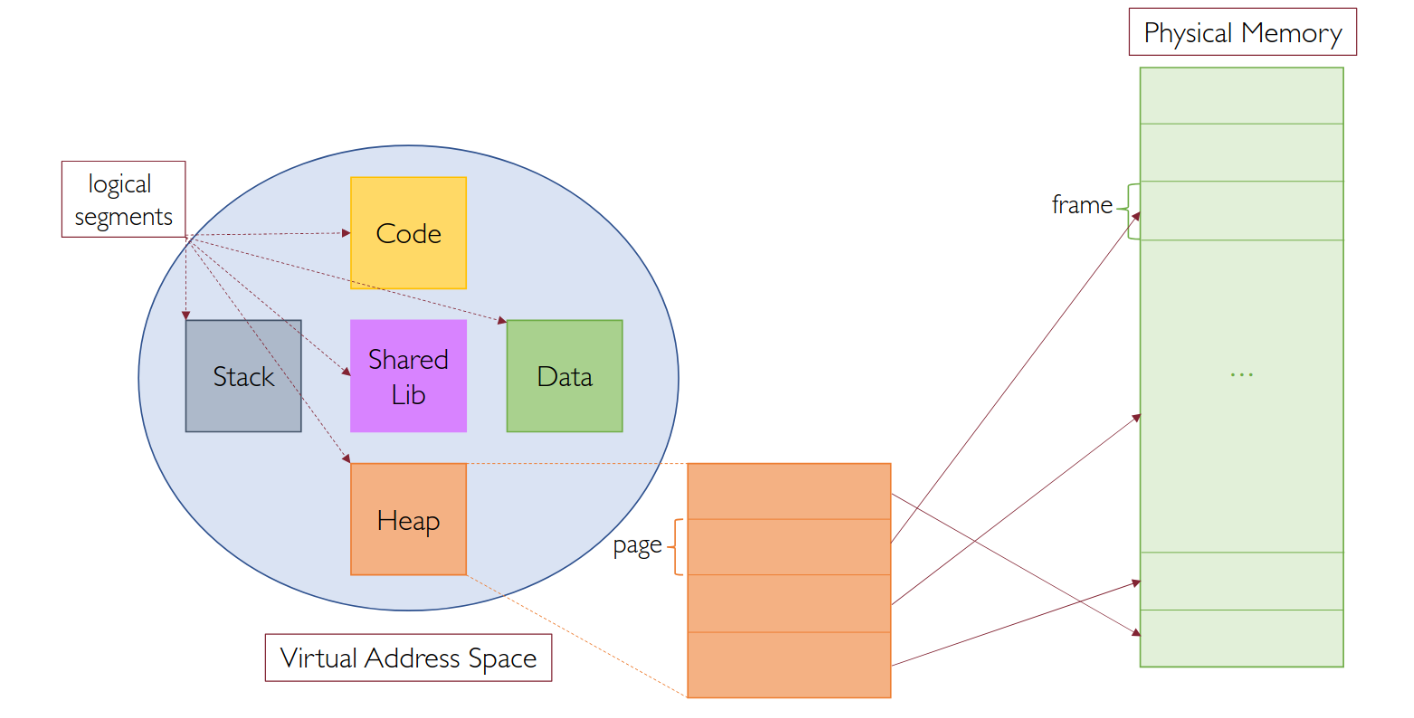 Physical Memory
logical
segments
Code
frame
Stack
Shared
Lib
Data
...
Heap
page
Virtual Address Space